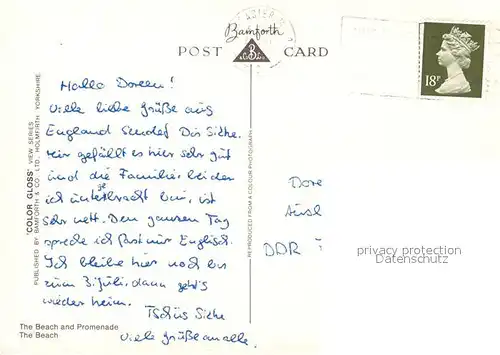 Bamforth
POST CARD
18P
Hallo Doreen!
Viele liebe Grüße aus
England sendet Dir Silke.
Mir gefällt es hier sehr gut
und die Familie, bei der
ich untergebracht bin, ist
sehr nett. Den ganzen Tag
spreche ich fast nur Englisch.
Ich bleibe hier noch bis
zum 3. Juli, dann geht's
wieder heim.
Tschüs Silke
Viele Grüße an alle.
Dore
DDR
privacy protection
Datenschutz
'COLOR GLOSS' VIEW SERIES
PUBLISHED BY BAMFORTH & CO. LTD., HOLMFIRTH YORKSHIRE.
REPRODUCED FROM A COLOUR PHOTOGRAPH
The Beach and Promenade
The Beach